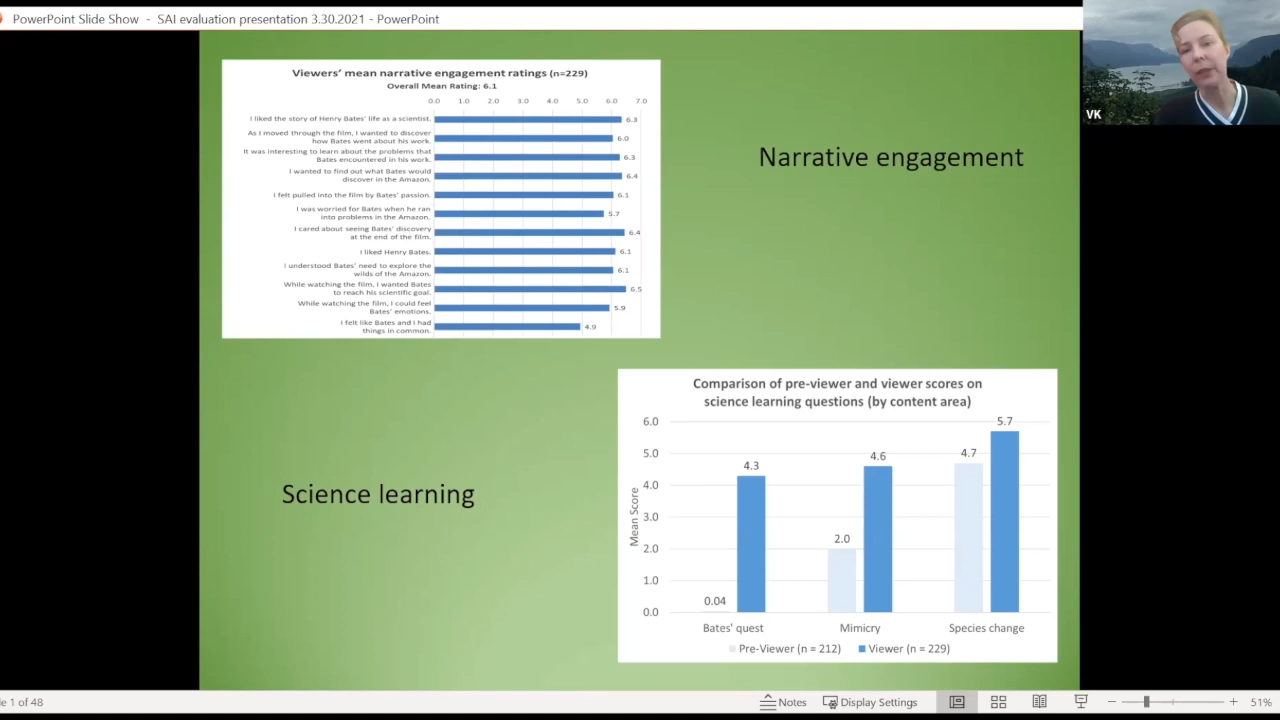 PowerPoint Slide Show - SAI evaluation presentation 3.30.2021 - PowerPoint
VK
Viewers' mean narrative engagement ratings (n=229)
Overall Mean Rating: 6.1
0.0 1.0 2.0 3.0 4.0 5.0 6.0 7.0
I liked the story of Henry Bates' life as a scientist. 6.3
As I moved through the film, I wanted to discover
how Bates went about his work. 6.0
It was interesting to learn about the problems that
Bates encountered in his work. 6.3
I wanted to find out what Bates would
discover in the Amazon. 6.4
I felt pulled into the film by Bates' passion. 6.1
I was worried for Bates when he ran
into problems in the Amazon. 5.7
I cared about seeing Bates' discovery
at the end of the film. 6.4
I liked Henry Bates. 6.1
I understood Bates' need to explore the
wilds of the Amazon. 6.1
While watching the film, I wanted Bates
to reach his scientific goal. 6.5
While watching the film, I could feel
Bates' emotions. 5.9
I felt like Bates and I had
things in common. 4.9
Narrative engagement
Science learning
Comparison of pre-viewer and viewer scores on
science learning questions (by content area)
Mean Score
6.0
5.0
4.0
3.0
2.0
1.0
0.0
0.04 4.3 2.0 4.6 4.7 5.7
Bates' quest Mimicry Species change
Pre-Viewer (n = 212) Viewer (n = 229)
le 1 of 48 Notes Display Settings 51%